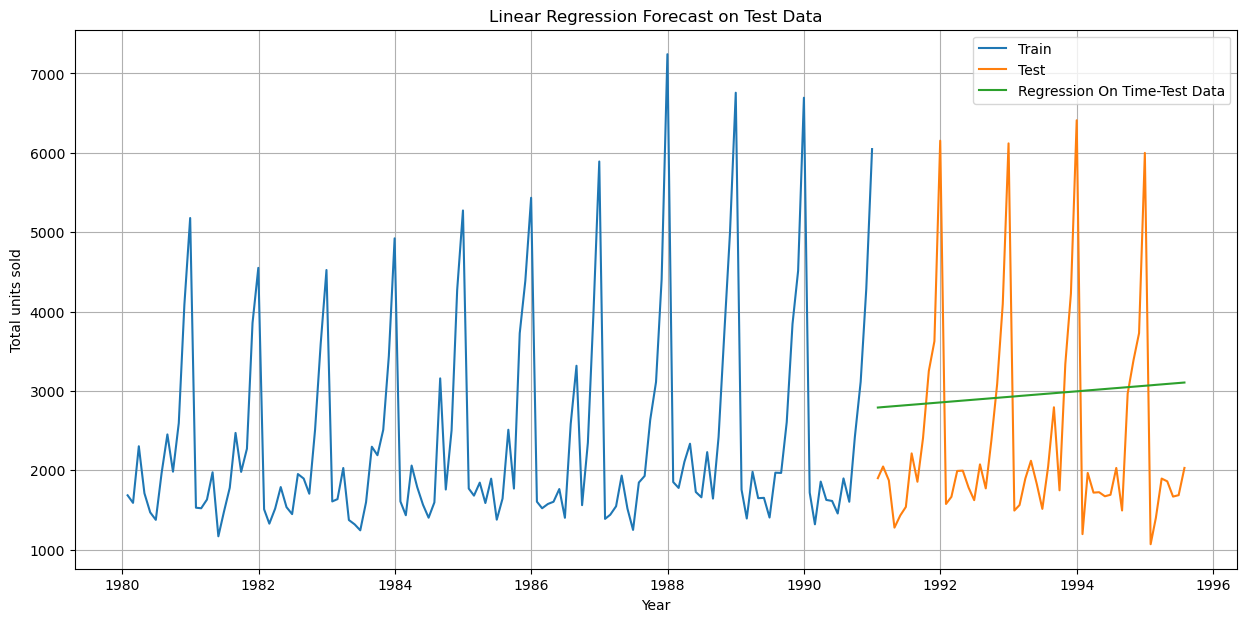 Linear Regression Forecast on Test Data
Train
Test
Regression On Time-Test Data
Total units sold
7000
6000
5000
4000
3000
2000
1000
1980 1982 1984 1986 1988 1990 1992 1994 1996
Year